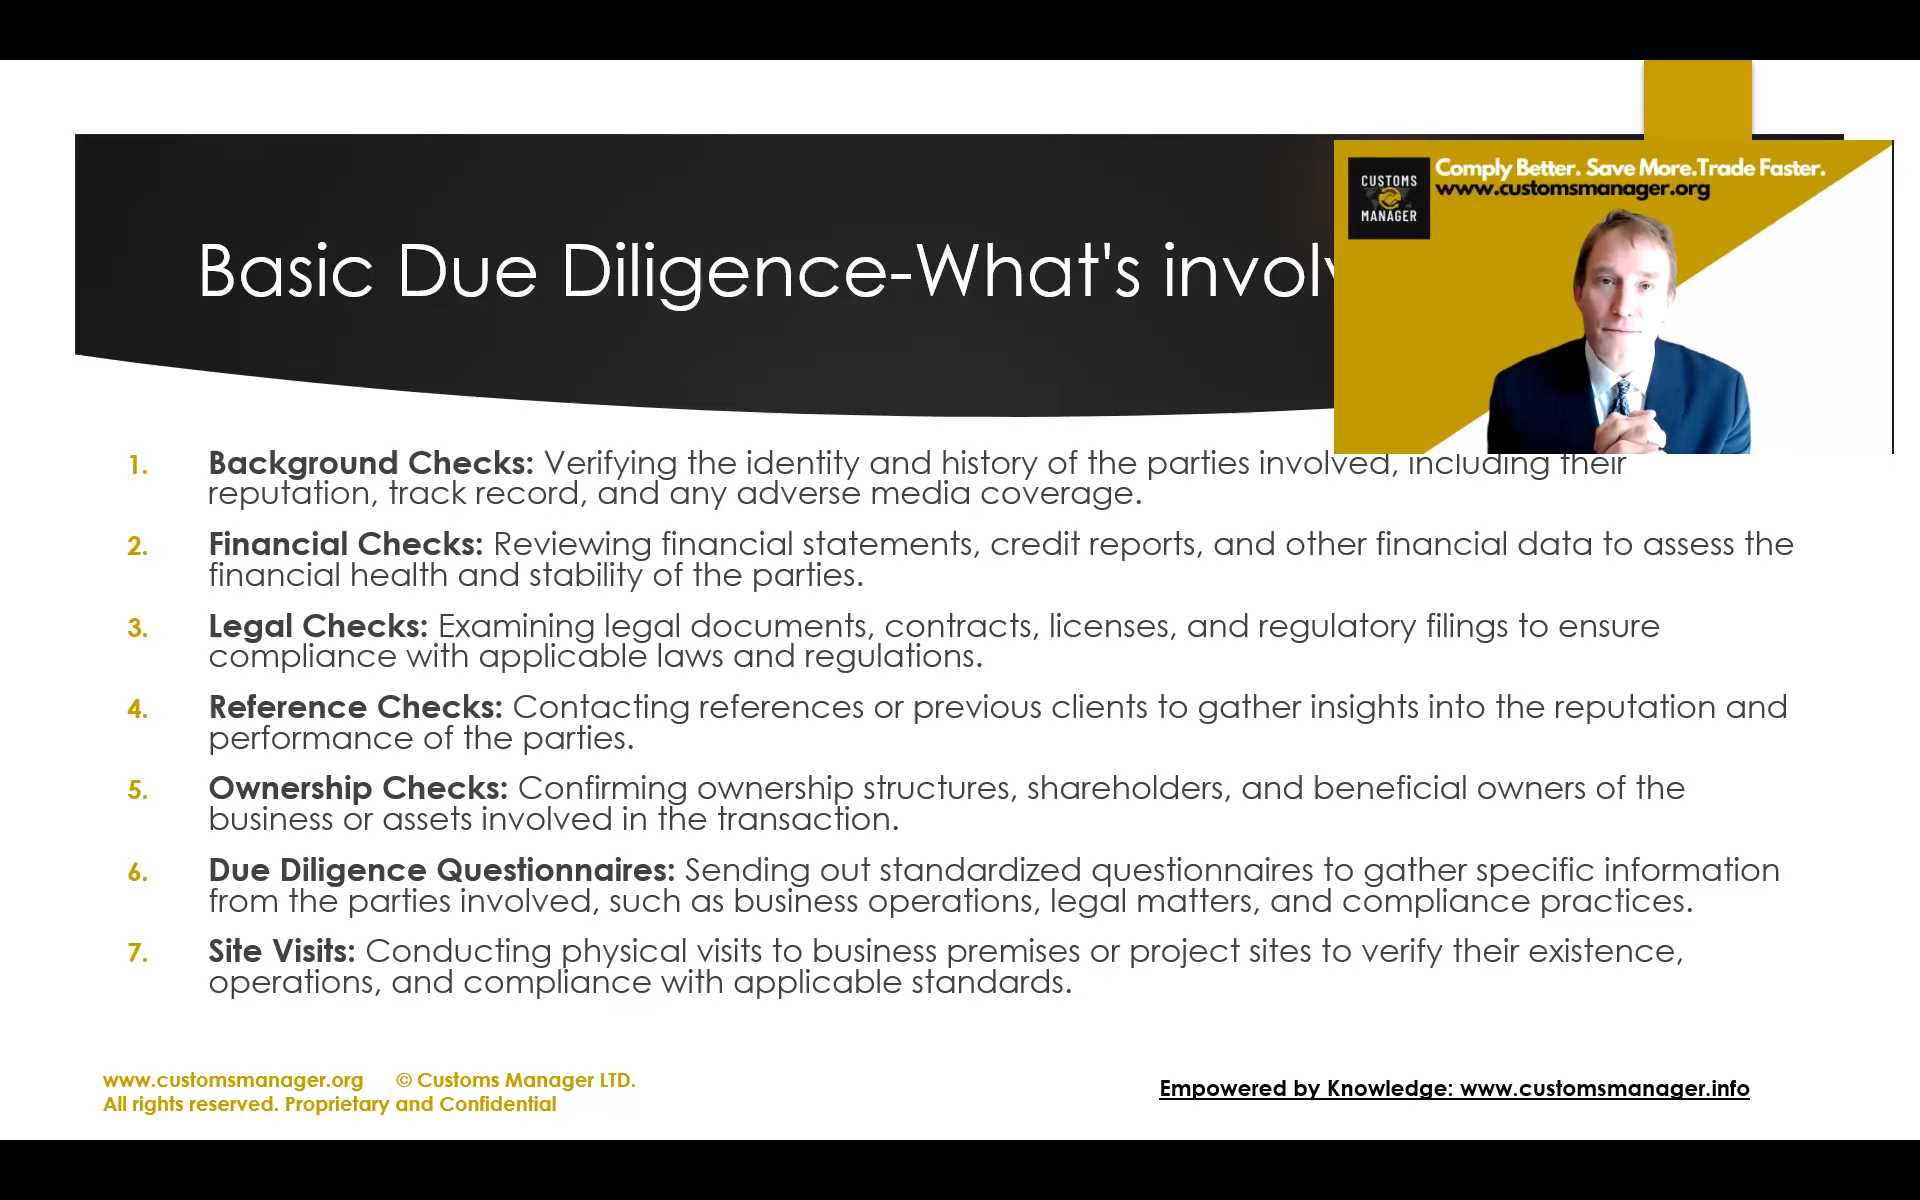 Basic Due Diligence-What's invol
CUSTOMS
MANAGER
Comply Better. Save More.Trade Faster.
www.customsmanager.org
1. Background Checks: Verifying the identity and history of the parties involved, including their
reputation, track record, and any adverse media coverage.
2. Financial Checks: Reviewing financial statements, credit reports, and other financial data to assess the
financial health and stability of the parties.
3. Legal Checks: Examining legal documents, contracts, licenses, and regulatory filings to ensure
compliance with applicable laws and regulations.
4. Reference Checks: Contacting references or previous clients to gather insights into the reputation and
performance of the parties.
5. Ownership Checks: Confirming ownership structures, shareholders, and beneficial owners of the
business or assets involved in the transaction.
6. Due Diligence Questionnaires: Sending out standardized questionnaires to gather specific information
from the parties involved, such as business operations, legal matters, and compliance practices.
7. Site Visits: Conducting physical visits to business premises or project sites to verify their existence,
operations, and compliance with applicable standards.
www.customsmanager.org © Customs Manager LTD.
All rights reserved. Proprietary and Confidential
Empowered by Knowledge: www.customsmanager.info